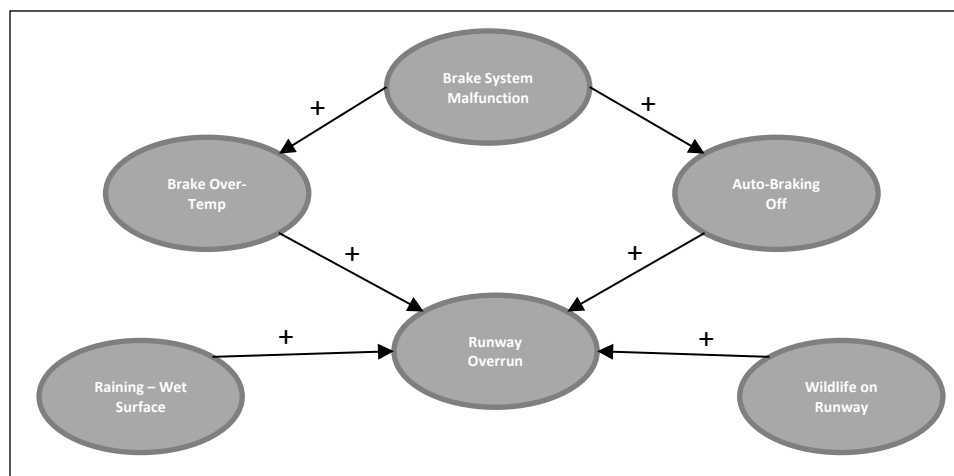 Brake System
Malfunction
+
+
Brake Over-
Temp
Auto-Braking
Off
+
+
Runway
Overrun
+
+
Raining – Wet
Surface
Wildlife on
Runway